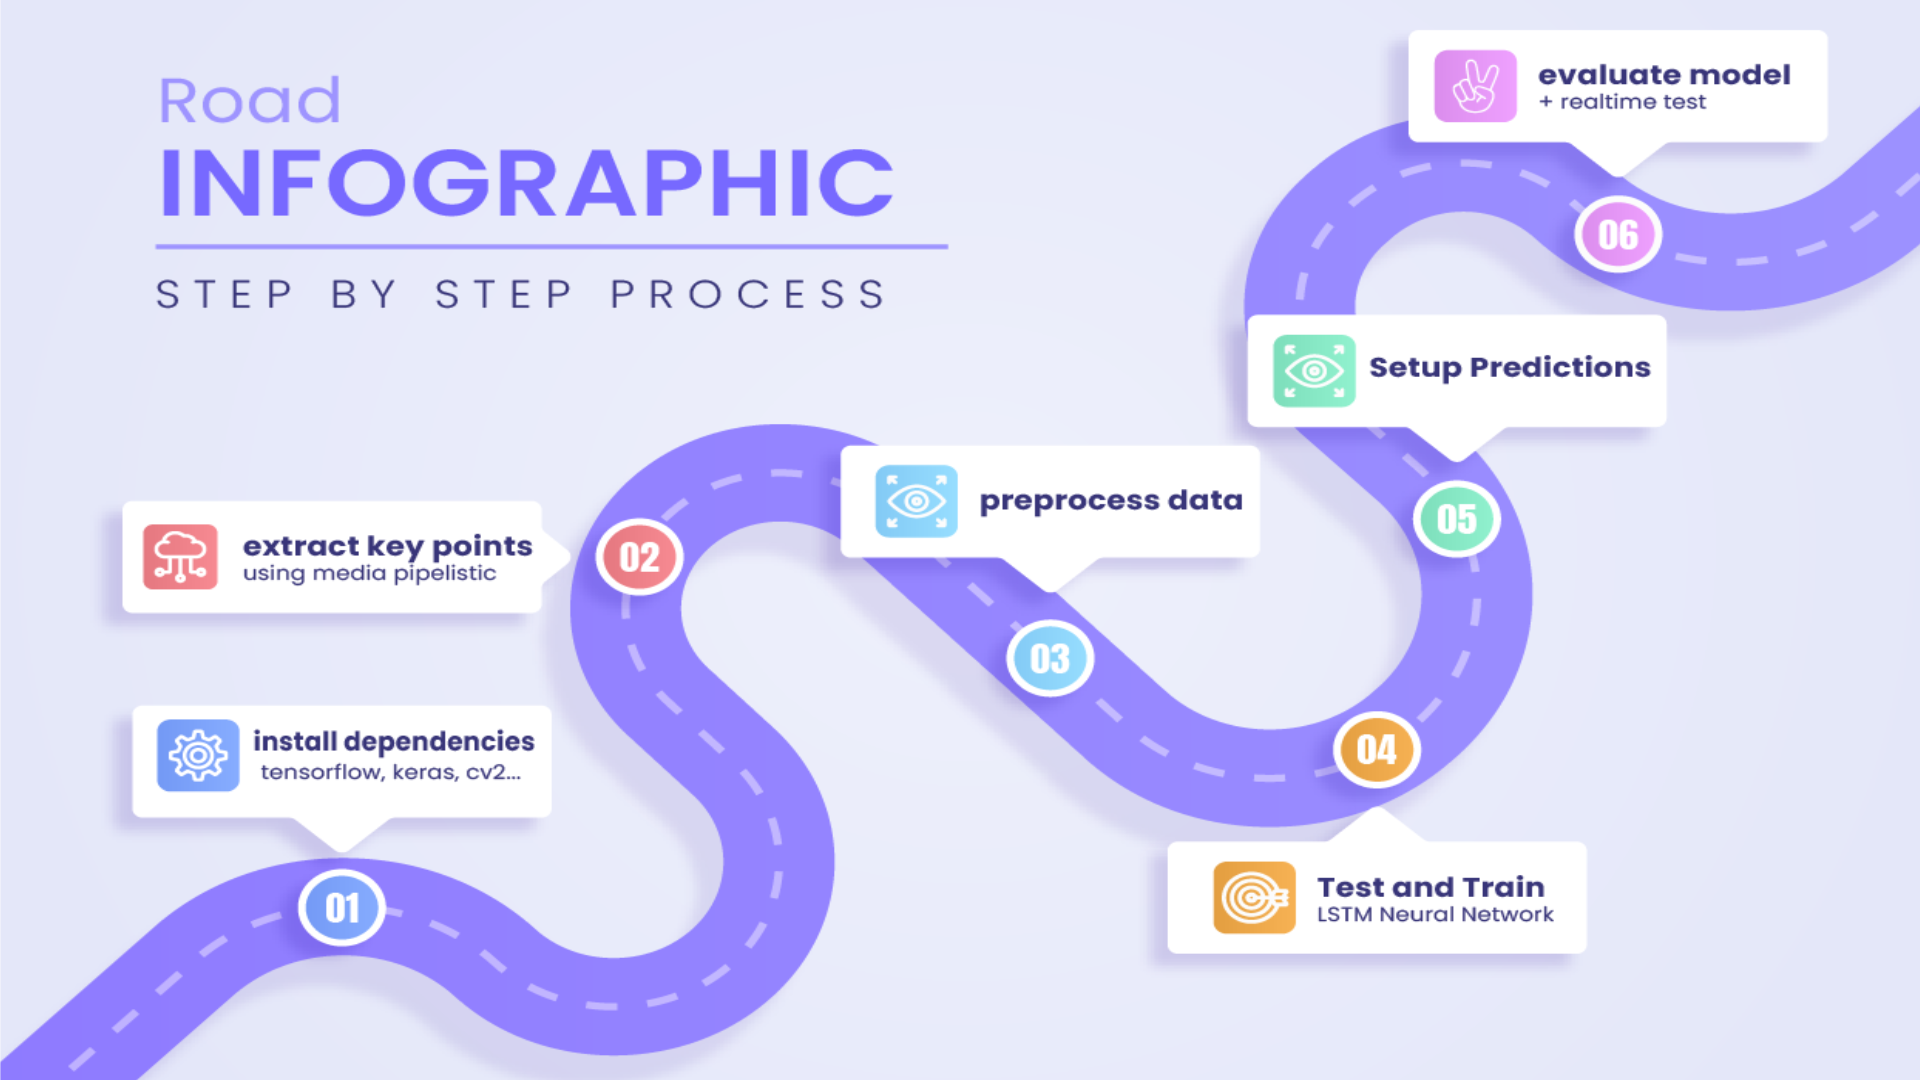 Road
INFOGRAPHIC
STEP BY STEP PROCESS
01
install dependencies
tensorflow, keras, cv2...
02
extract key points
using media pipelistic
03
preprocess data
04
Test and Train
LSTM Neural Network
05
Setup Predictions
06
evaluate model
+ realtime test